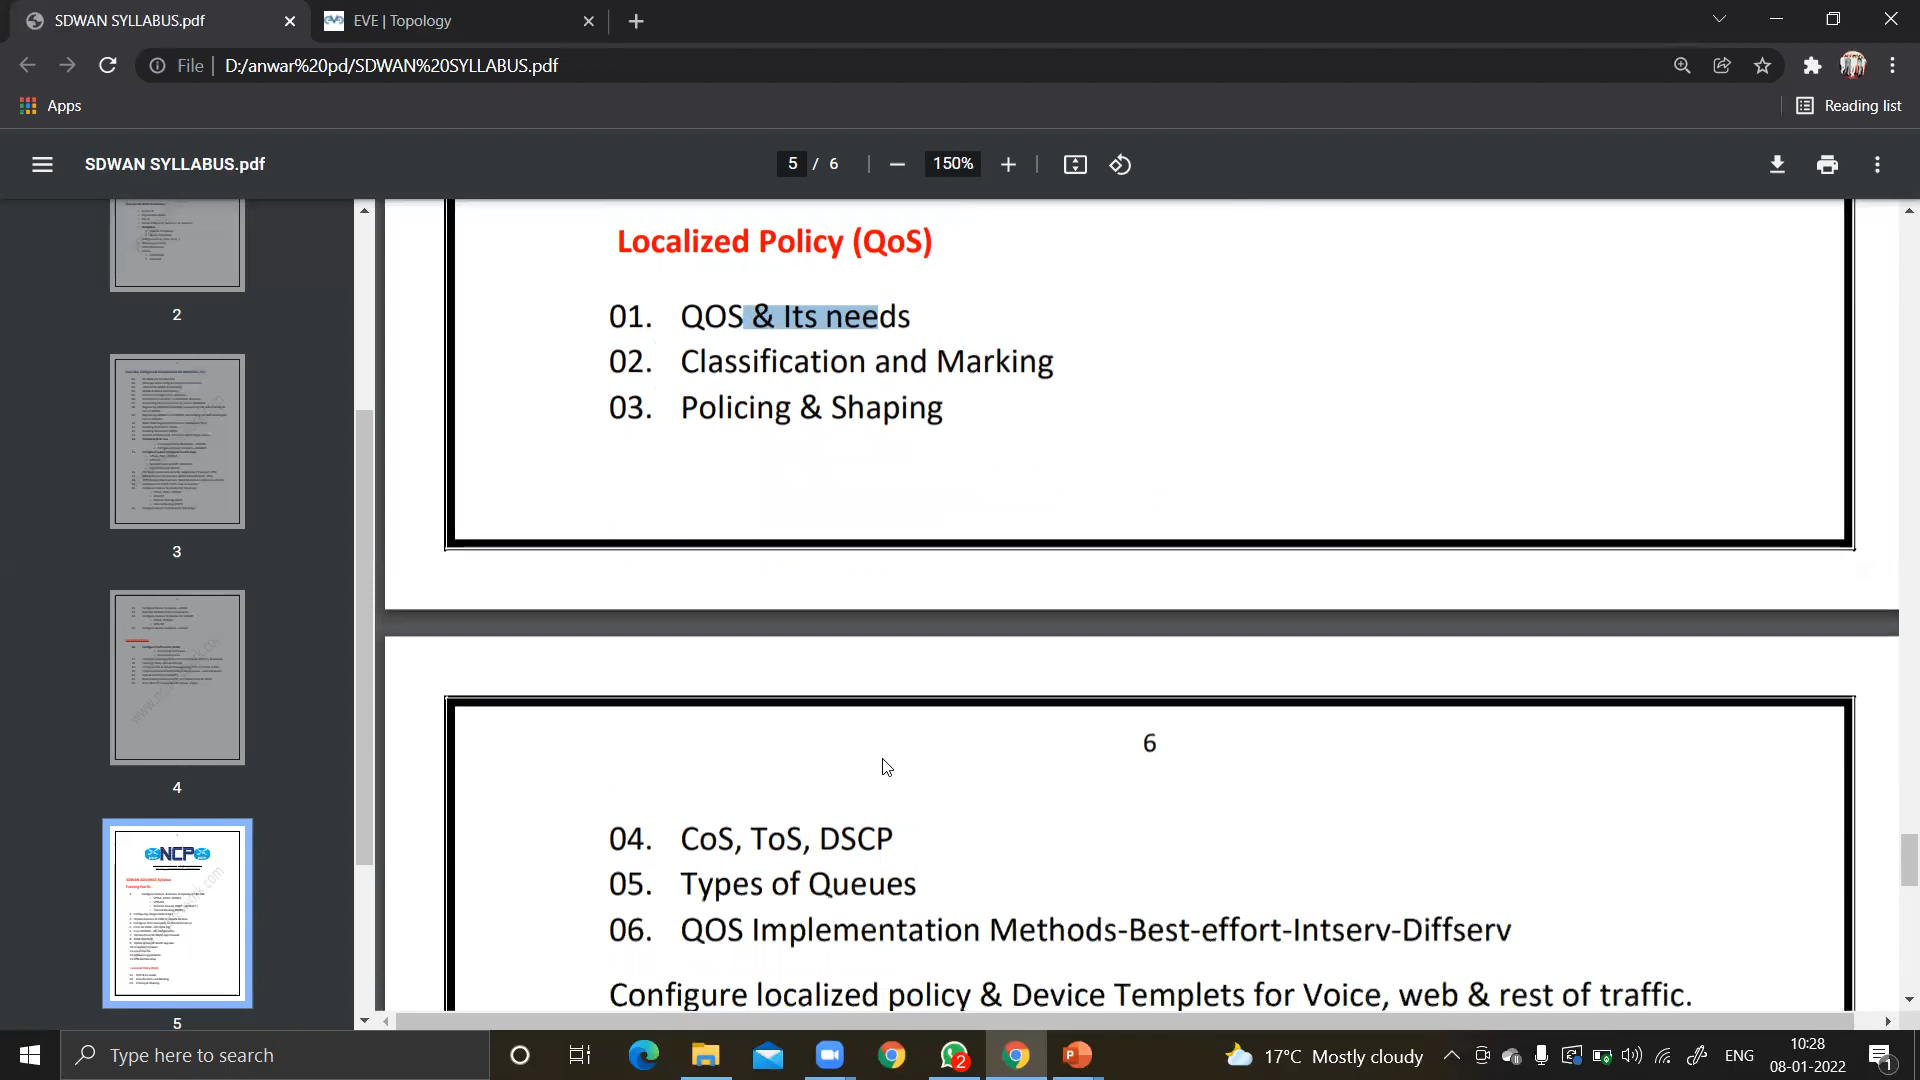 SDWAN SYLLABUS.pdf
EVE | Topology
File
D:/anwar%20pd/SDWAN%20SYLLABUS.pdf
Apps
Reading list
SDWAN SYLLABUS.pdf
5 / 6
150%
2
3
4
NCP
5
Localized Policy (QoS)
01. QOS & Its needs
02. Classification and Marking
03. Policing & Shaping
6
04. CoS, ToS, DSCP
05. Types of Queues
06. QOS Implementation Methods-Best-effort-Intserv-Diffserv
Configure localized policy & Device Templets for Voice, web & rest of traffic.
Type here to search
2
17°C Mostly cloudy
ENG
10:28
08-01-2022
1